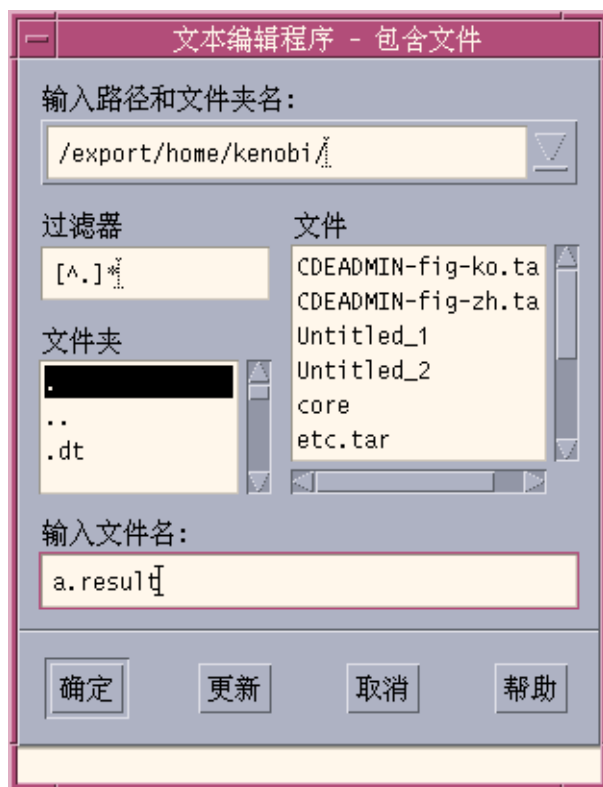 文本编辑程序 - 包含文件
输入路径和文件夹名:
/export/home/kenobi/
过滤器
[^.]*
文件
CDEADMIN-fig-ko.ta
CDEADMIN-fig-zh.ta
Untitled_1
Untitled_2
core
etc.tar
文件夹
.
..
.dt
输入文件名:
a.result
确定 更新 取消 帮助